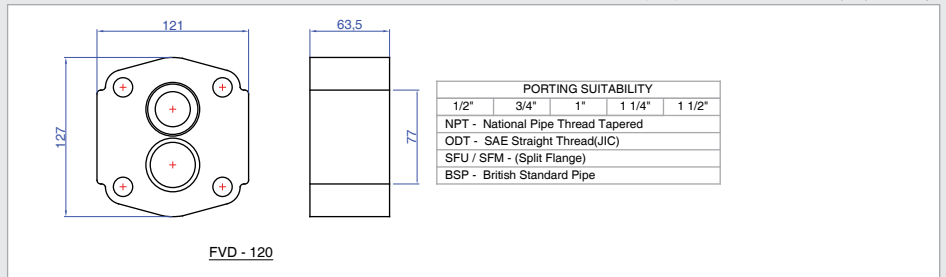 121
63,5
127
77
FVD - 120
PORTING SUITABILITY
1/2" 3/4" 1" 1 1/4" 1 1/2"
NPT - National Pipe Thread Tapered
ODT - SAE Straight Thread(JIC)
SFU / SFM - (Split Flange)
BSP - British Standard Pipe